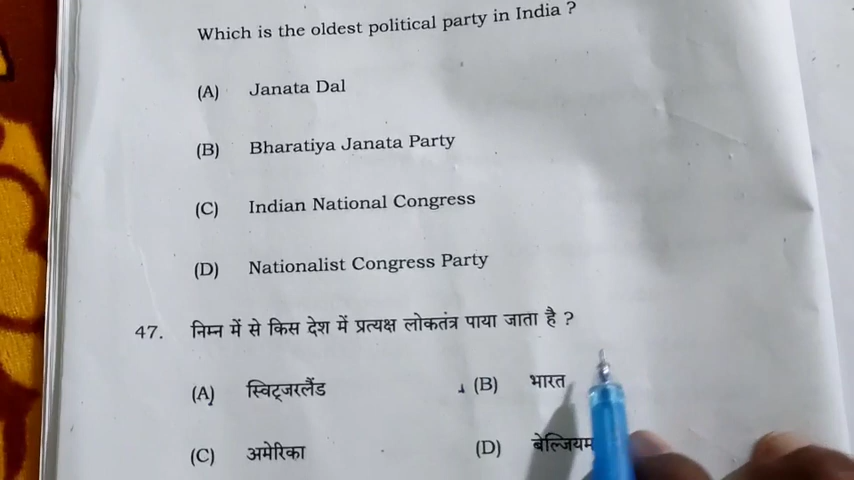 Which is the oldest political party in India ?
(A) Janata Dal
(B) Bharatiya Janata Party
(C) Indian National Congress
(D) Nationalist Congress Party
47. निम्न में से किस देश में प्रत्यक्ष लोकतंत्र पाया जाता है ?
(A) स्विट्जरलैंड (B) भारत
(C) अमेरिका (D) बेल्जियम